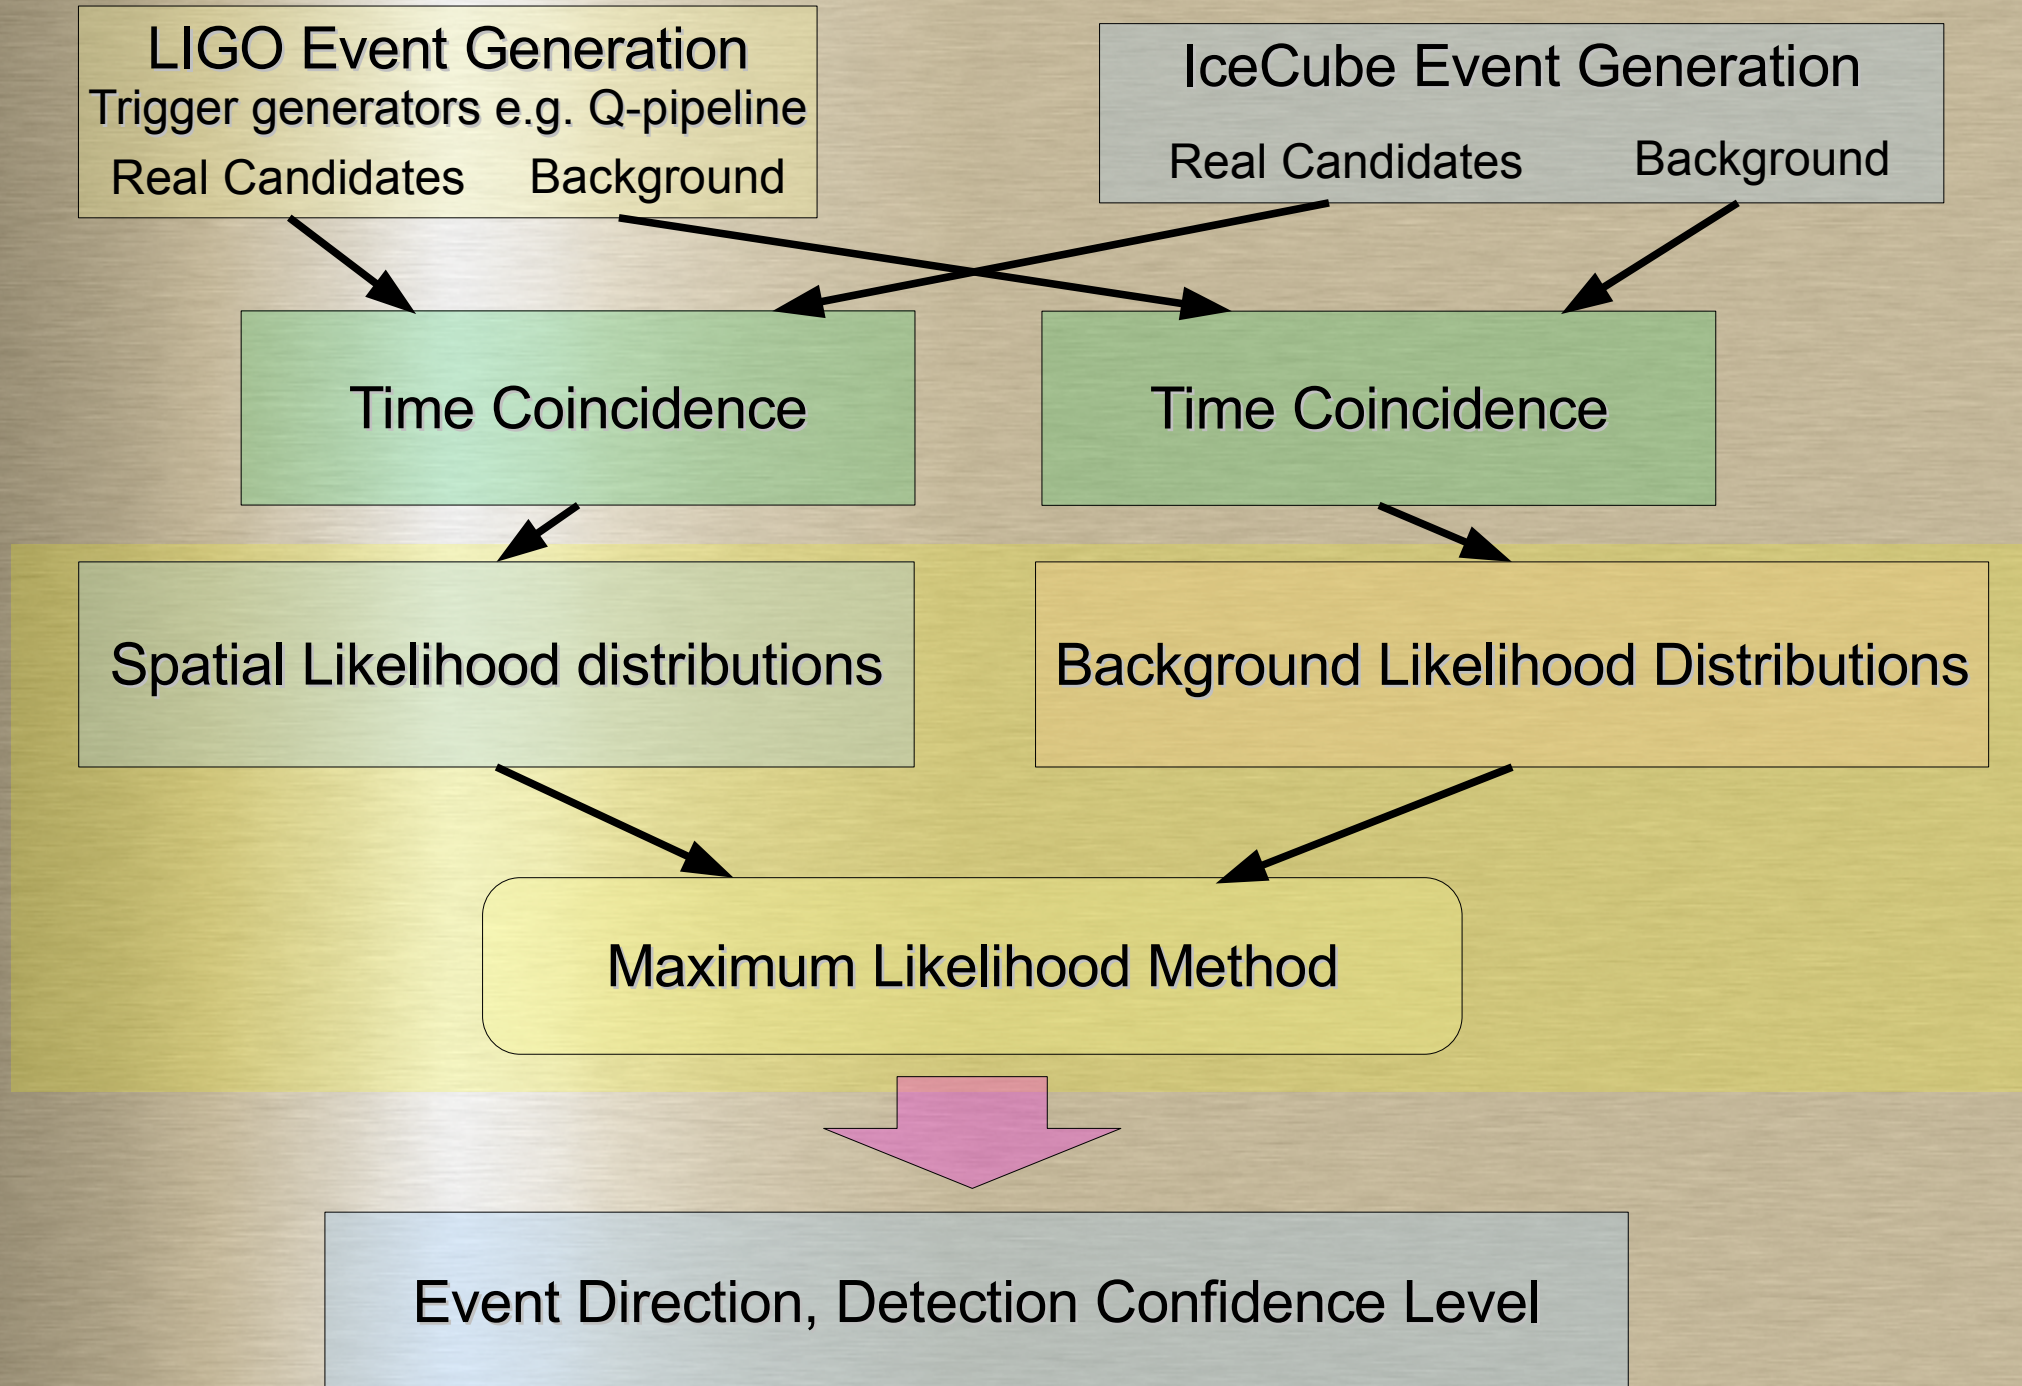 LIGO Event Generation
Trigger generators e.g. Q-pipeline
Real Candidates Background
IceCube Event Generation
Real Candidates Background
Time Coincidence
Time Coincidence
Spatial Likelihood distributions
Background Likelihood Distributions
Maximum Likelihood Method
Event Direction, Detection Confidence Level